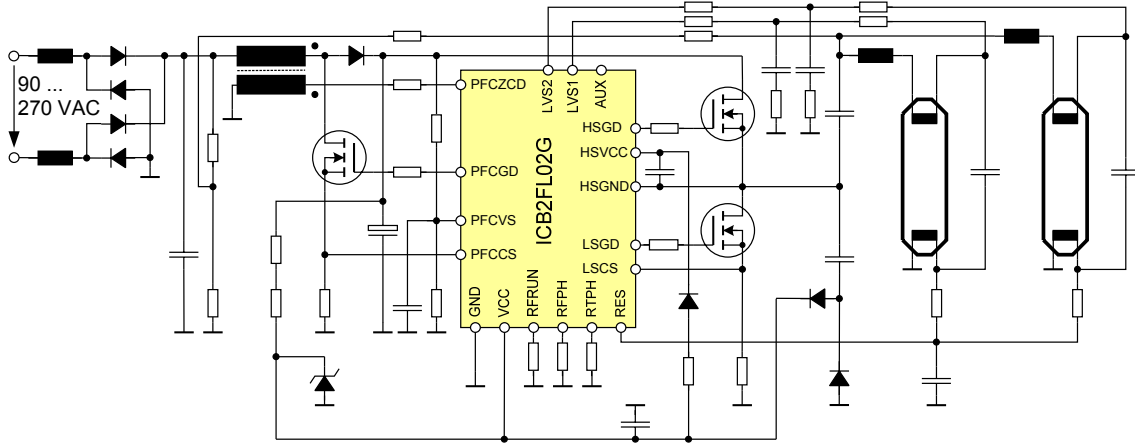 90 ...
270 VAC
PFCZCD
PFCGD
PFCVS
PFCCS
LVS2
LVS1
AUX
ICB2FL02G
HSGD
HSVCC
HSGND
LSGD
LSCS
GND
VCC
RFRUN
RFPH
RTPH
RES